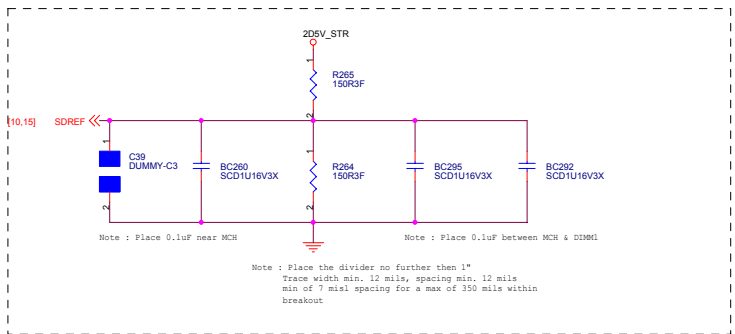 2D5V_STR
1
R265
150R3F
2
[10,15] SDREF
1
C39
DUMMY-C3
2
BC260
SCD1U16V3X
1
R264
150R3F
2
BC295
SCD1U16V3X
BC292
SCD1U16V3X
Note : Place 0.1uF near MCH
Note : Place 0.1uF between MCH & DIMM1
Note : Place the divider no further then 1"
Trace width min. 12 mils, spacing min. 12 mils
min of 7 misl spacing for a max of 350 mils within
breakout